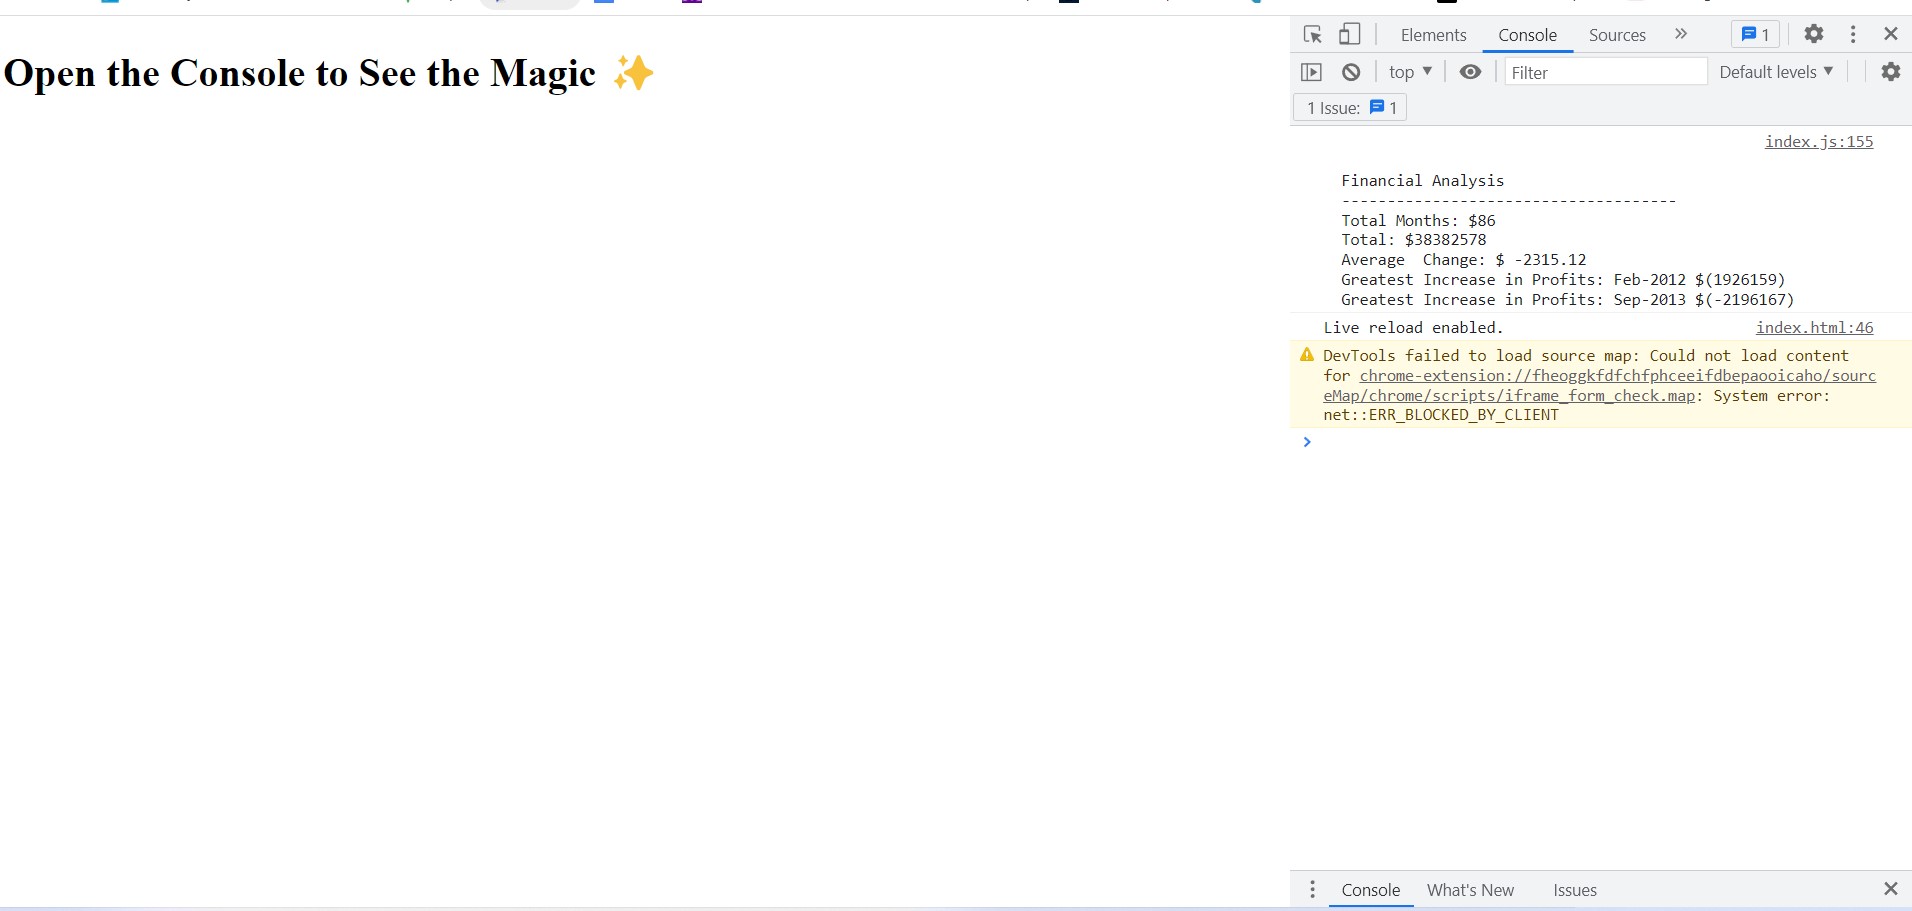 Open the Console to See the Magic ✨
Elements Console Sources » 1
top ▼ Filter Default levels ▼
1 Issue: 1
index.js:155
Financial Analysis
-------------------------------------
Total Months: $86
Total: $38382578
Average  Change: $ -2315.12
Greatest Increase in Profits: Feb-2012 $(1926159)
Greatest Increase in Profits: Sep-2013 $(-2196167)
Live reload enabled. index.html:46
DevTools failed to load source map: Could not load content
for chrome-extension://fheoggkfdfchfphceeifdbepaooicaho/sourc
eMap/chrome/scripts/iframe_form_check.map: System error:
net::ERR_BLOCKED_BY_CLIENT
Console What's New Issues